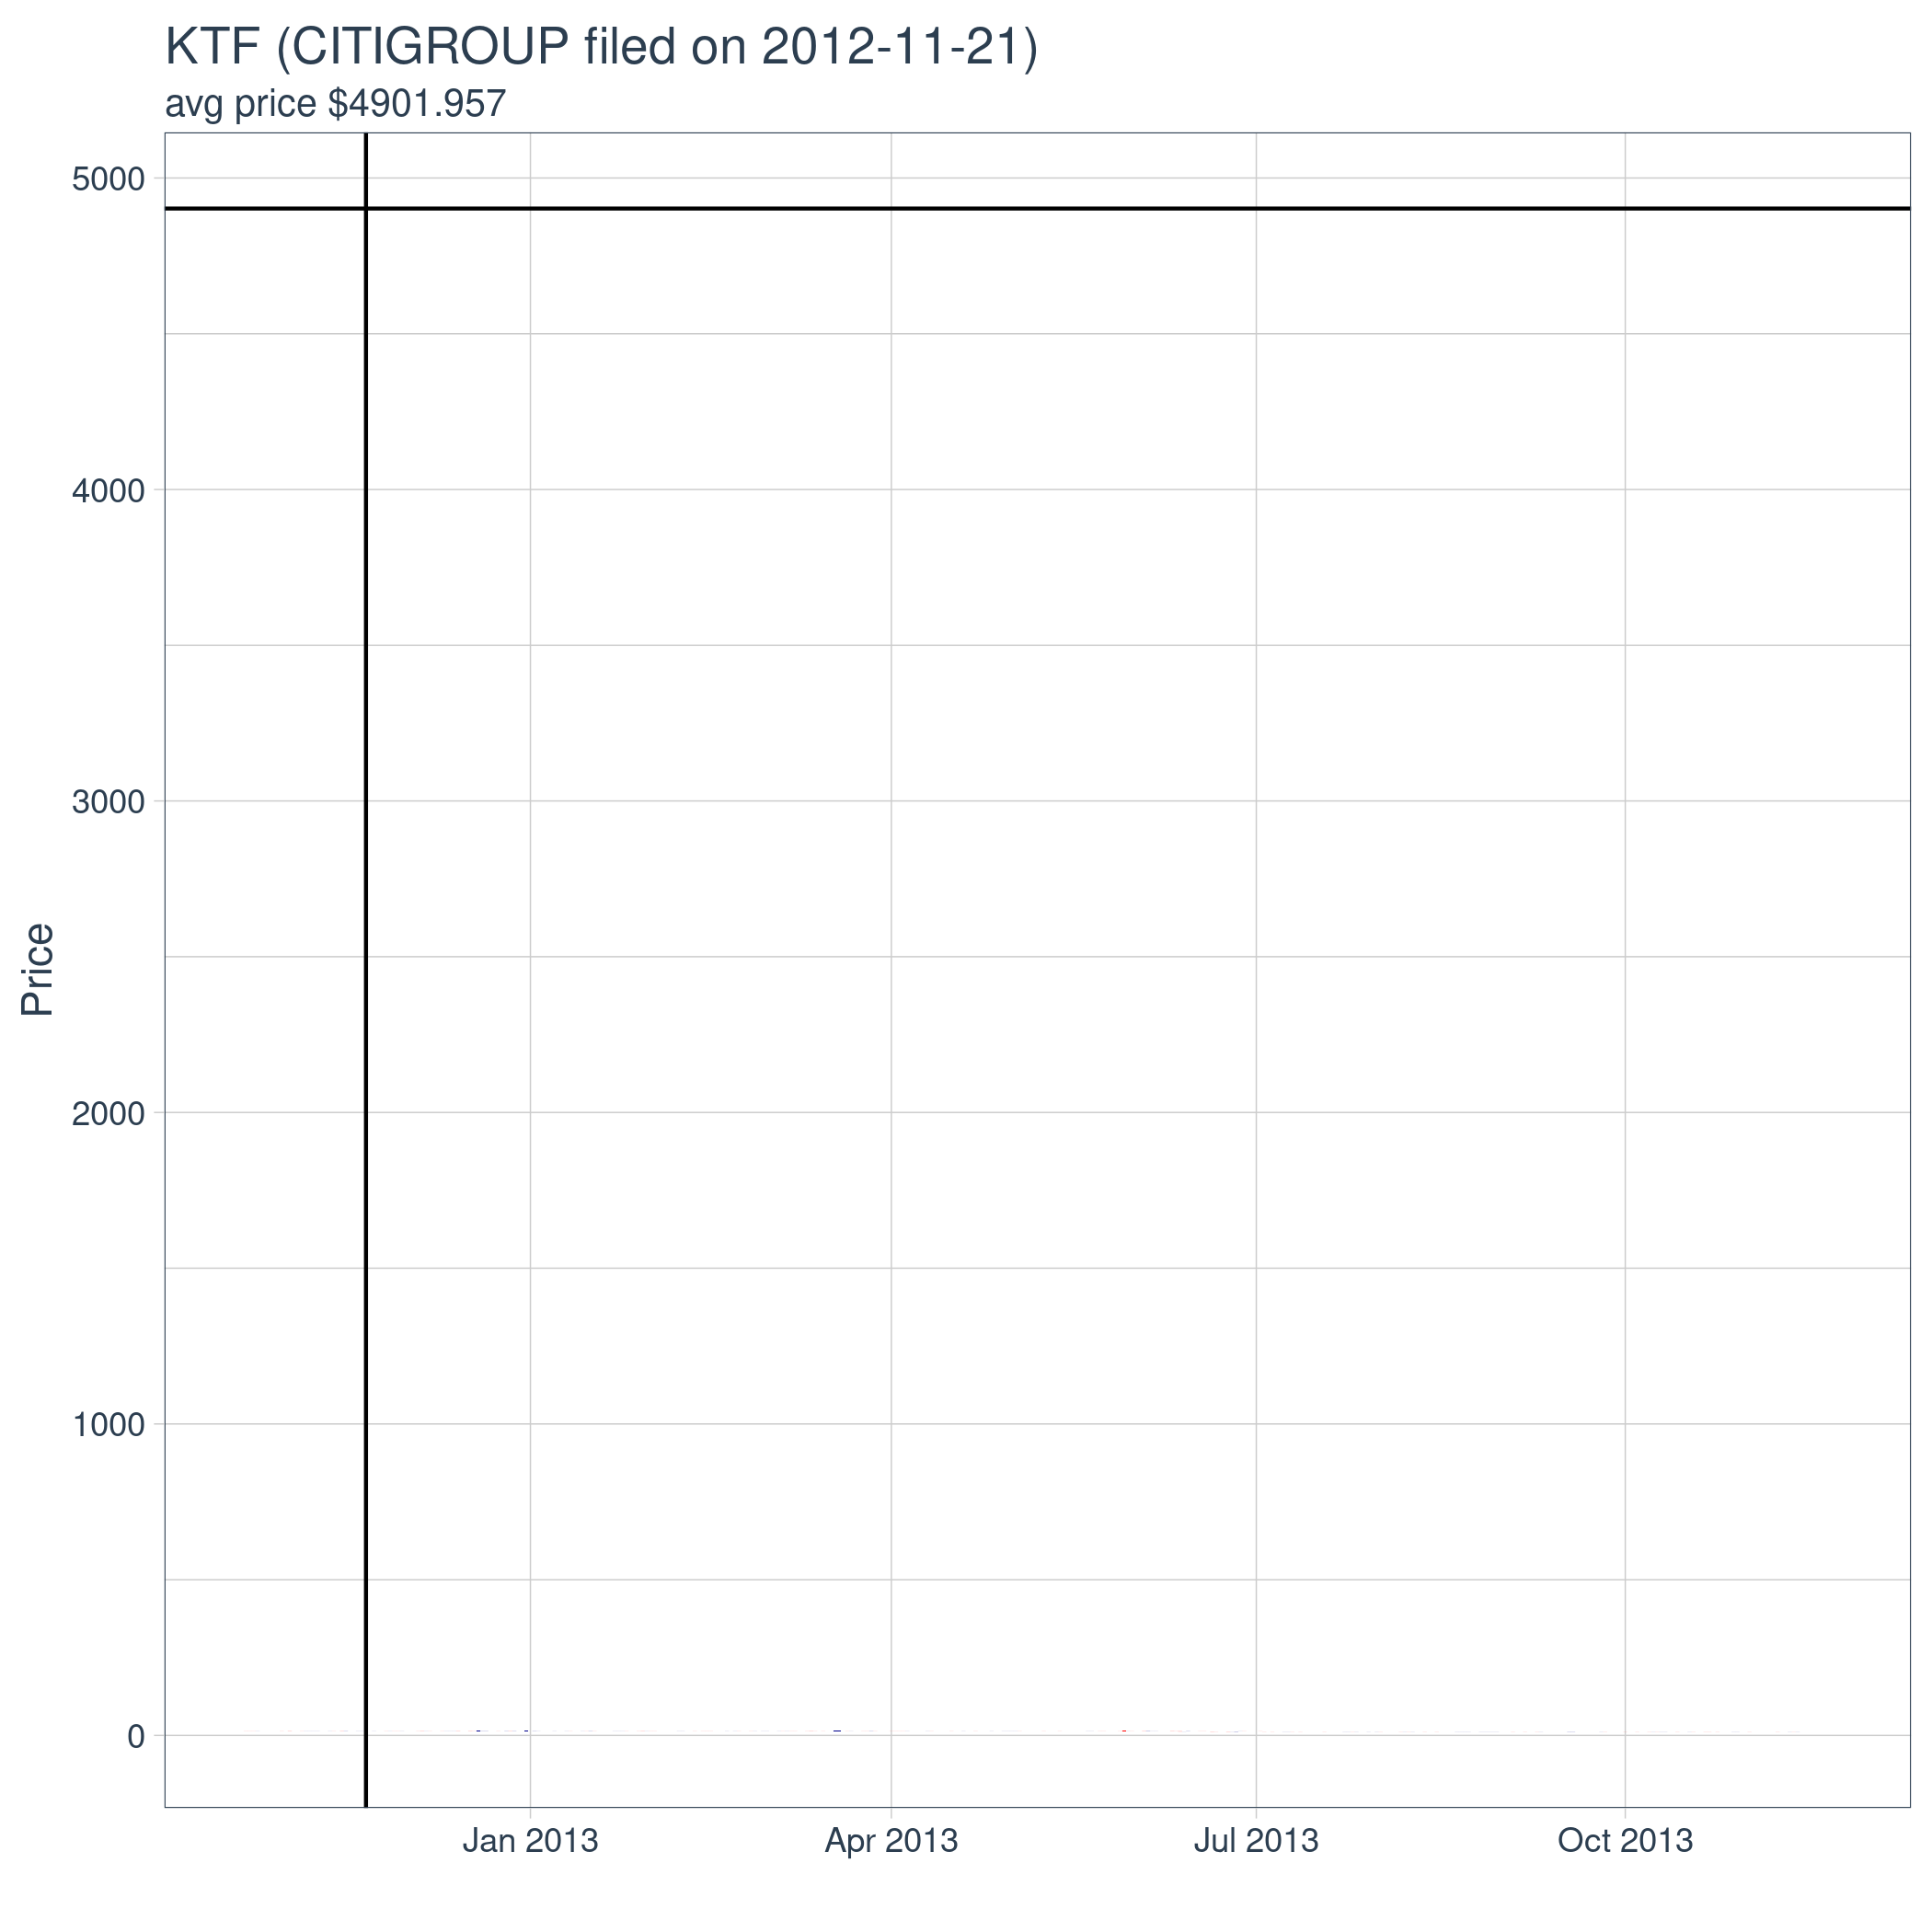 KTF (CITIGROUP filed on 2012-11-21)
avg price $4901.957
5000
4000
3000
2000
1000
0
Price
Jan 2013
Apr 2013
Jul 2013
Oct 2013